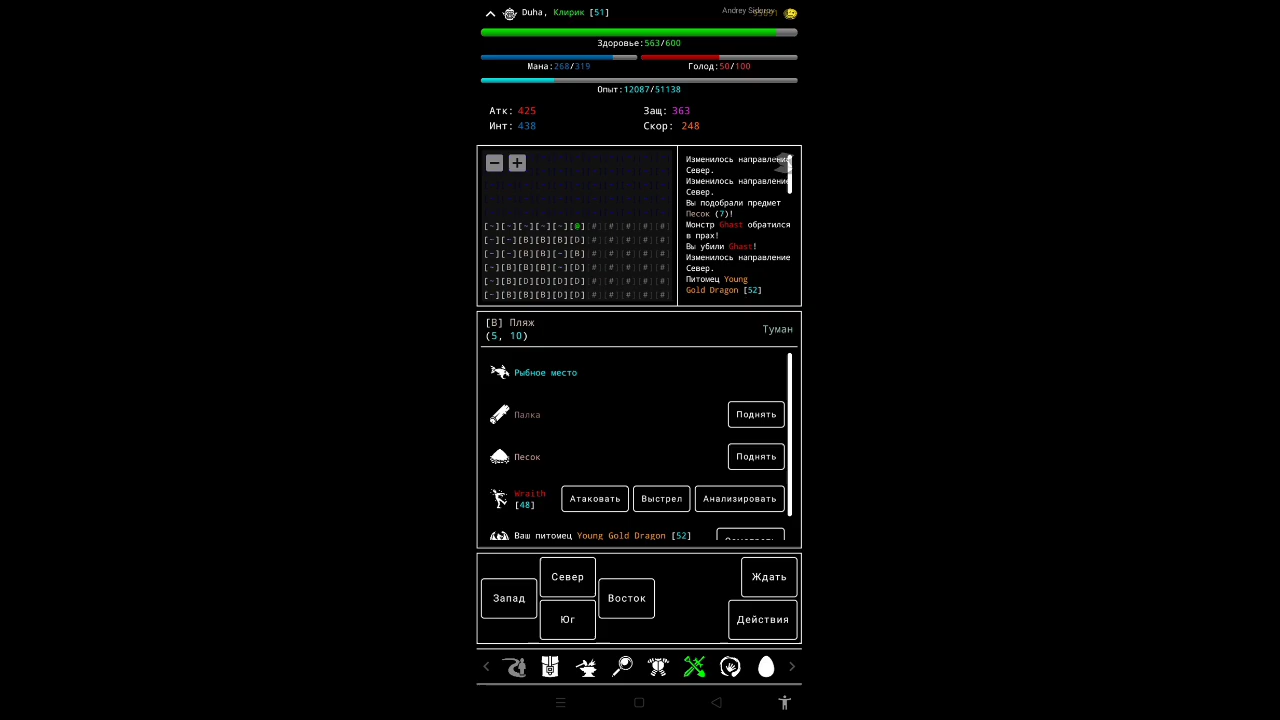 Duha, Клирик [51]
Andrey Sidorov
Здоровье:563/600
Мана:268/319
Голод:50/100
Опыт:12087/51138
Атк: 425
Защ: 363
Инт: 438
Скор: 248
− +
[~][~][~][~][~][@][#][#][#][#][#]
[~][~][B][B][B][D][#][#][#][#][#]
[~][~][B][B][~][B][#][#][#][#][#]
[~][B][B][B][~][D][#][#][#][#][#]
[~][B][D][D][D][D][#][#][#][#][#]
[~][B][B][B][D][D][#][#][#][#][#]
Изменилось направление
Север.
Изменилось направление
Север.
Вы подобрали предмет
Песок (7)!
Монстр Ghast обратился
в прах!
Вы убили Ghast!
Изменилось направление
Север.
Питомец Young
Gold Dragon [52]
[B] Пляж
(5, 10)
Туман
Рыбное место
Палка
Поднять
Песок
Поднять
Wraith
[48]
Атаковать
Выстрел
Анализировать
Ваш питомец Young Gold Dragon [52]
Север
Запад
Восток
Юг
Ждать
Действия